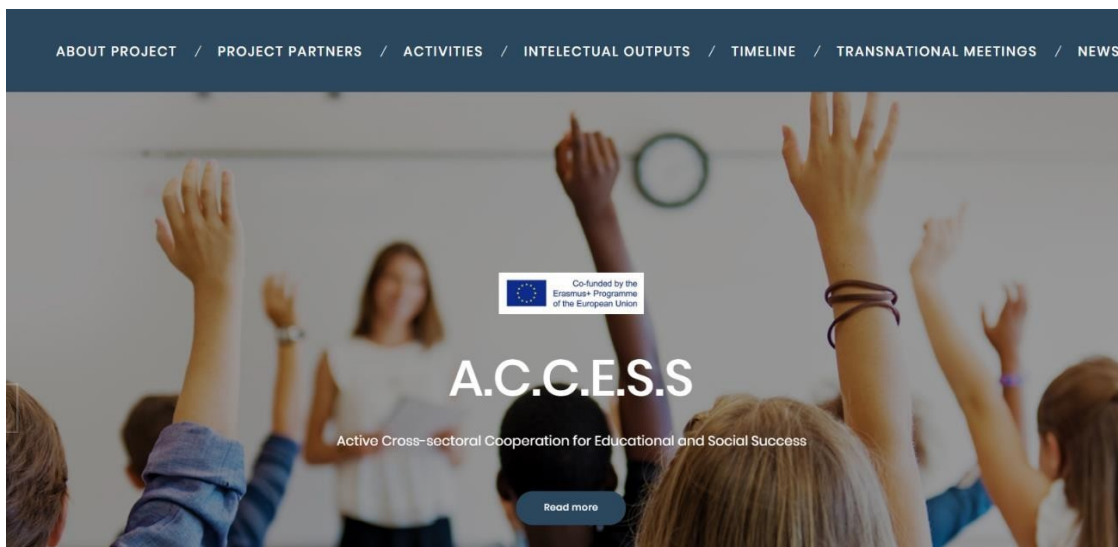 ABOUT PROJECT / PROJECT PARTNERS / ACTIVITIES / INTELECTUAL OUTPUTS / TIMELINE / TRANSNATIONAL MEETINGS / NEWS
Co-funded by the
Erasmus+ Programme
of the European Union
A.C.C.E.S.S
Active Cross-sectoral Cooperation for Educational and Social Success
Read more